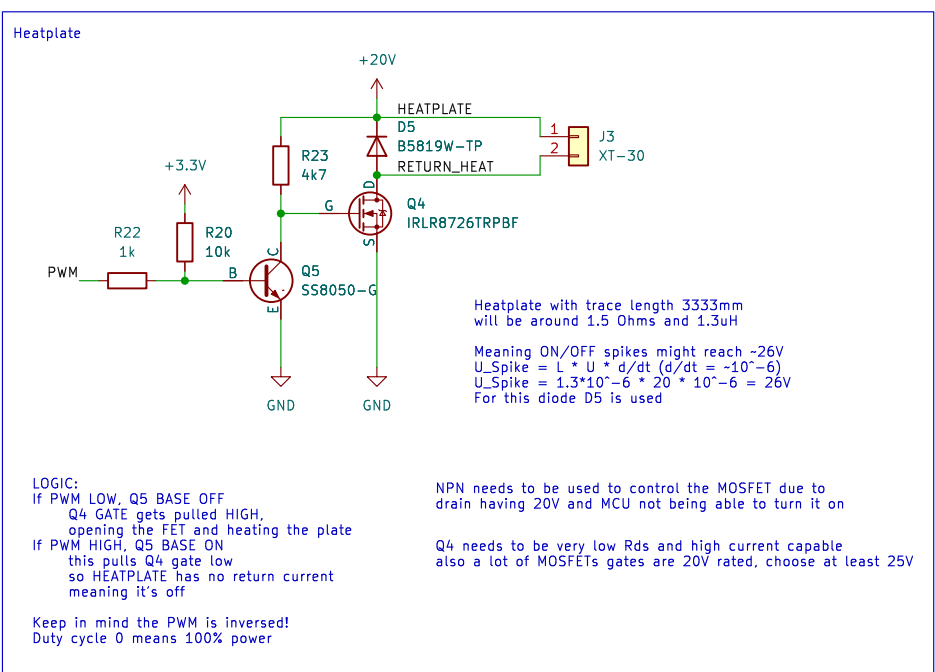 Heatplate
+20V
HEATPLATE
D5
B5819W-TP
1
J3
2
XT-30
RETURN_HEAT
R23
4k7
+3.3V
D
G
Q4
IRLR8726TRPBF
S
R22
1k
R20
10k
PWM
B
C
Q5
SS8050-G
E
GND
GND
Heatplate with trace length 3333mm
will be around 1.5 Ohms and 1.3uH
Meaning ON/OFF spikes might reach ~26V
U_Spike = L * U * d/dt (d/dt = ~10^-6)
U_Spike = 1.3*10^-6 * 20 * 10^-6 = 26V
For this diode D5 is used
LOGIC:
If PWM LOW, Q5 BASE OFF
Q4 GATE gets pulled HIGH,
opening the FET and heating the plate
If PWM HIGH, Q5 BASE ON
this pulls Q4 gate low
so HEATPLATE has no return current
meaning it's off
Keep in mind the PWM is inversed!
Duty cycle 0 means 100% power
NPN needs to be used to control the MOSFET due to
drain having 20V and MCU not being able to turn it on
Q4 needs to be very low Rds and high current capable
also a lot of MOSFETs gates are 20V rated, choose at least 25V